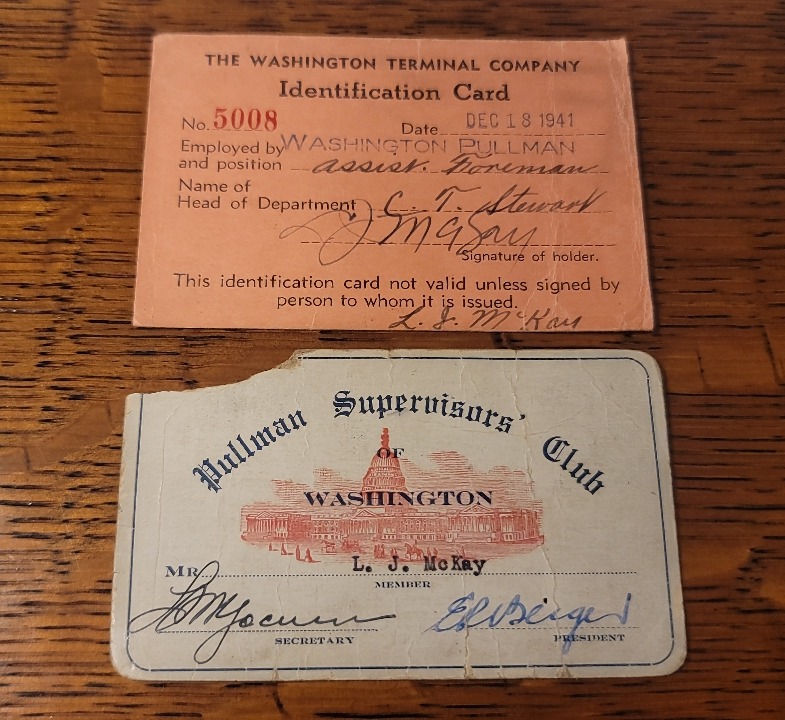 THE WASHINGTON TERMINAL COMPANY
Identification Card
No. 5008 Date DEC 18 1941
Employed by WASHINGTON PULLMAN
and position assist. Foreman
Name of
Head of Department C. T. Stewart
Signature of holder.
This identification card not valid unless signed by
person to whom it is issued.
L. J. McKay
Pullman Supervisors' Club
OF
WASHINGTON
MR. L. J. McKay
MEMBER
SECRETARY PRESIDENT